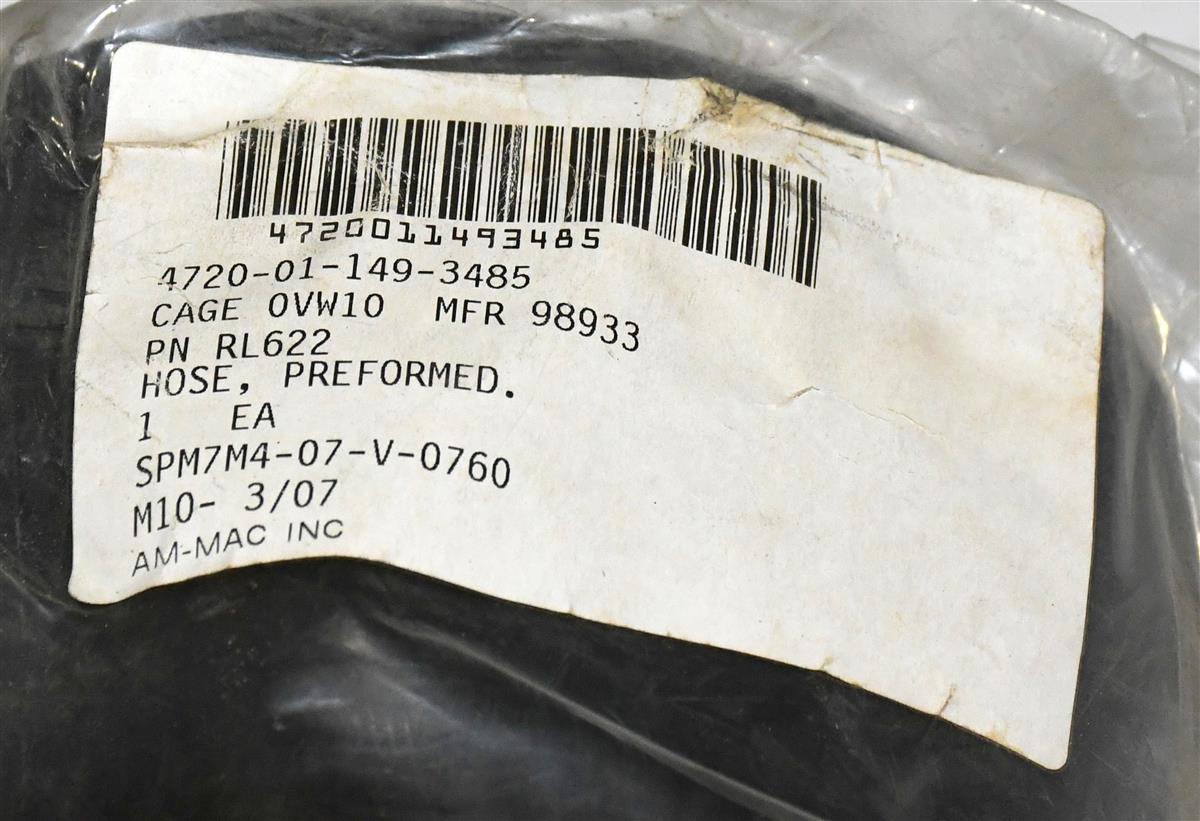 4720011493485
4720-01-149-3485
CAGE 0VW10 MFR 98933
PN RL622
HOSE, PREFORMED.
1 EA
SPM7M4-07-V-0760
M10- 3/07
AM-MAC INC